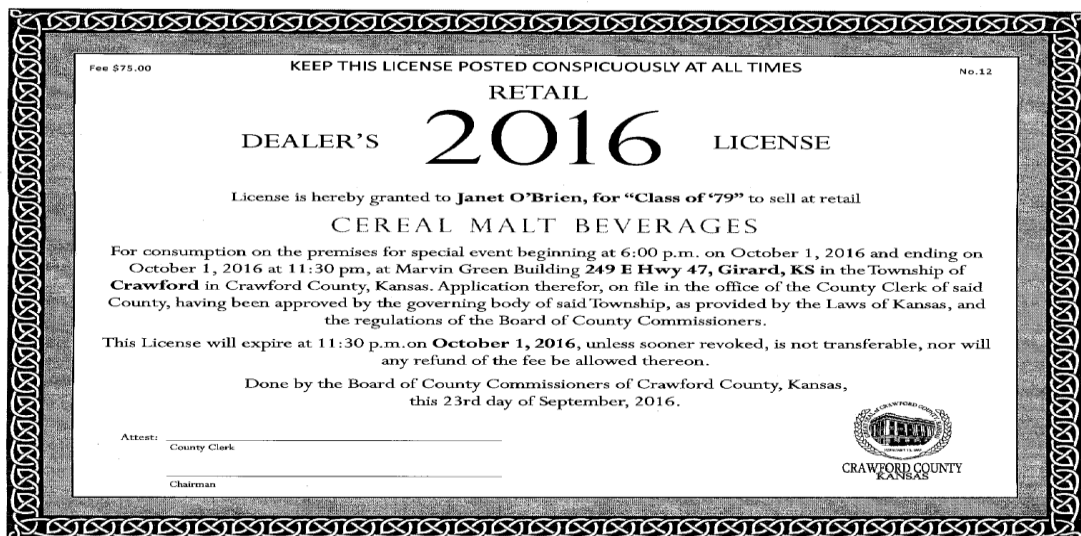 Fee $75.00
KEEP THIS LICENSE POSTED CONSPICUOUSLY AT ALL TIMES
No.12
RETAIL
DEALER'S 2016 LICENSE
License is hereby granted to Janet O'Brien, for “Class of ‘79” to sell at retail
CEREAL MALT BEVERAGES
For consumption on the premises for special event beginning at 6:00 p.m. on October 1, 2016 and ending on
October 1, 2016 at 11:30 pm, at Marvin Green Building 249 E Hwy 47, Girard, KS in the Township of
Crawford in Crawford County, Kansas. Application therefor, on file in the office of the County Clerk of said
County, having been approved by the governing body of said Township, as provided by the Laws of Kansas, and
the regulations of the Board of County Commissioners.
This License will expire at 11:30 p.m.on October 1, 2016, unless sooner revoked, is not transferable, nor will
any refund of the fee be allowed thereon.
Done by the Board of County Commissioners of Crawford County, Kansas,
this 23rd day of September, 2016.
Attest:
County Clerk
Chairman
CRAWFORD COUNTY
KANSAS